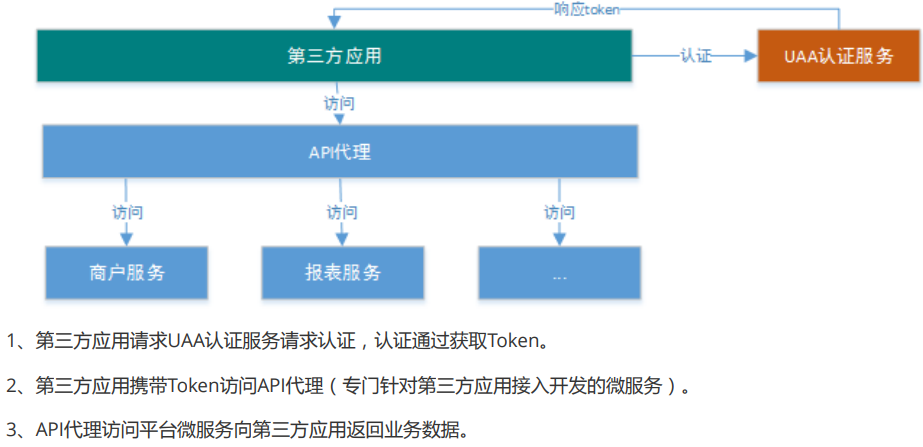 响应token
第三方应用
认证
UAA认证服务
访问
API代理
访问
访问
访问
商户服务
报表服务
...
1、第三方应用请求UAA认证服务请求认证，认证通过获取Token。
2、第三方应用携带Token访问API代理（专门针对第三方应用接入开发的微服务）。
3、API代理访问平台微服务向第三方应用返回业务数据。